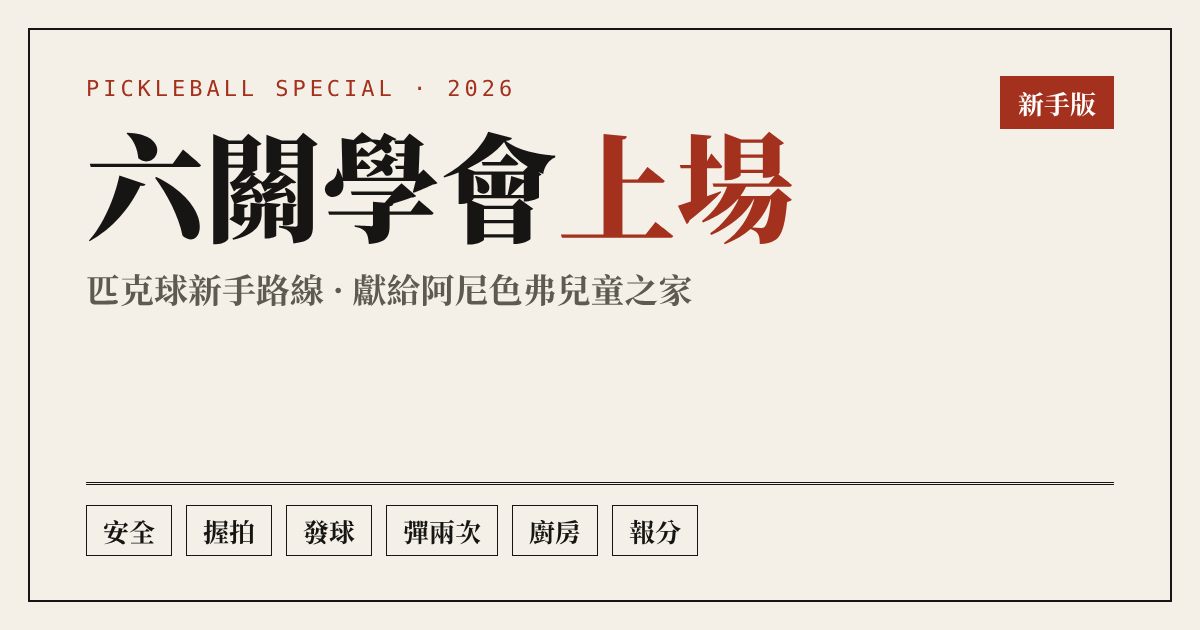 PICKLEBALL SPECIAL · 2026
新手版
六關學會上場
匹克球新手路線 · 獻給阿尼色弗兒童之家
安全
握拍
發球
彈兩次
廚房
報分